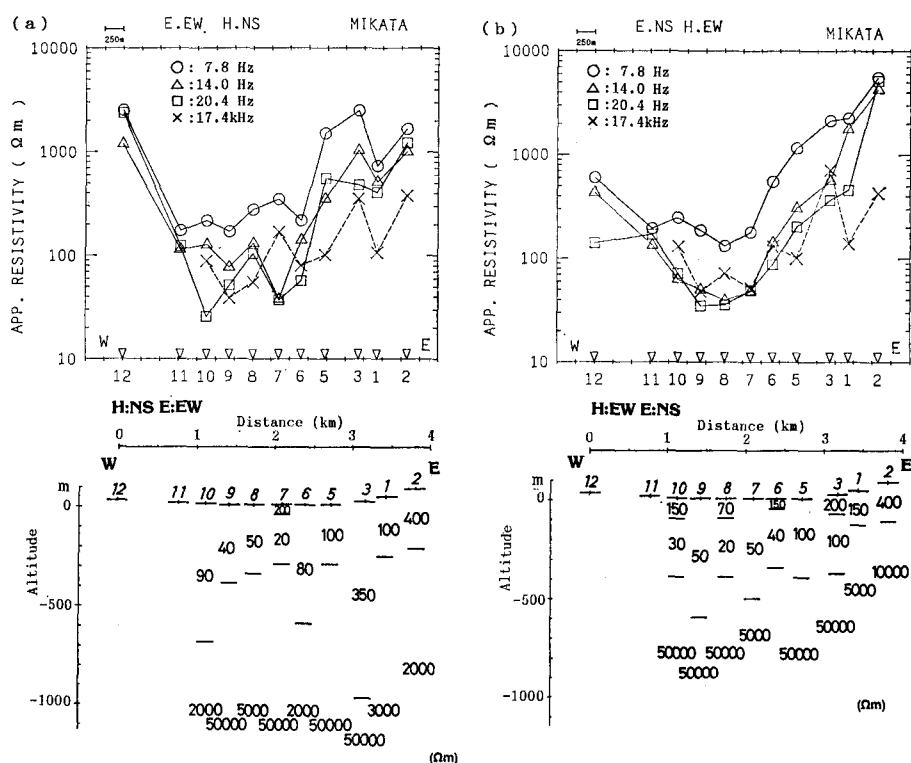 (a)
E.EW H.NS
MIKATA
250m
10000
1000
100
10
APP. RESISTIVITY ( Ωm )
○: 7.8 Hz
△:14.0 Hz
□:20.4 Hz
×:17.4kHz
W
E
12 11 10 9 8 7 6 5 3 1 2
H:NS E:EW
Distance (km)
0 1 2 3 4
W
E
m
0
-500
-1000
Altitude
12 11 10 9 8 7 6 5 3 1 2
200
40 50 20 100 100 400
90 80
350
2000
2000 5000 2000 3000
50000 50000 50000 50000
(Ωm)
(b)
E.NS H.EW
MIKATA
250m
10000
1000
100
10
APP. RESISTIVITY ( Ωm )
○: 7.8 Hz
△:14.0 Hz
□:20.4 Hz
×:17.4kHz
W
E
12 11 10 9 8 7 6 5 3 1 2
H:EW E:NS
Distance (km)
0 1 2 3 4
W
E
m
0
-500
-1000
Altitude
12 11 10 9 8 7 6 5 3 1 2
150 70 150 200 150 400
30 50 20 50 40 100 100
10000
5000
5000 50000
50000 50000 50000
50000
(Ωm)